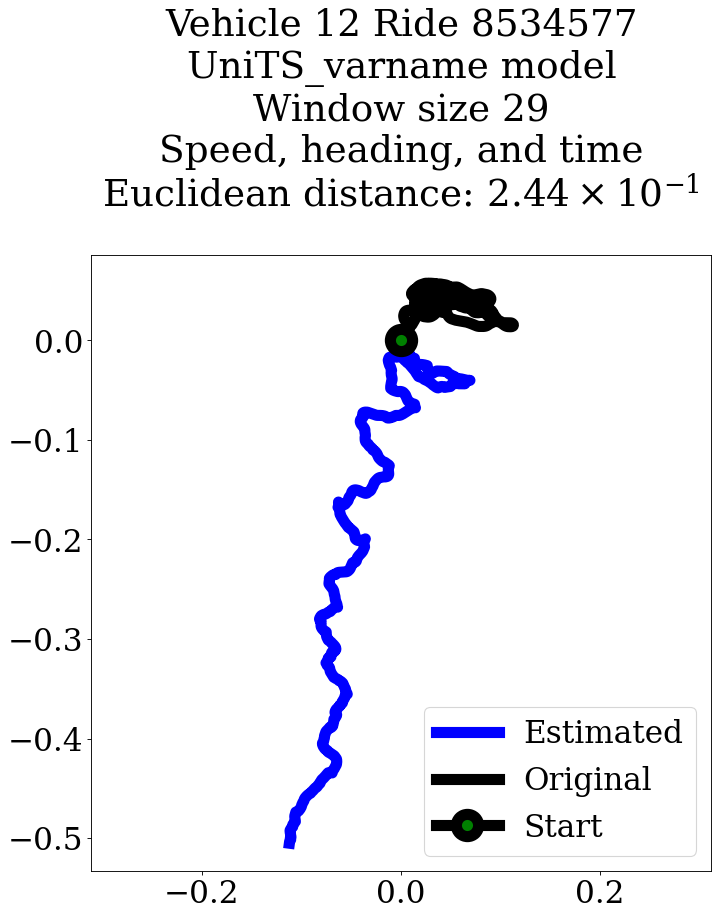 Vehicle 12 Ride 8534577
UniTS_varname model
Window size 29
Speed, heading, and time
Euclidean distance: 2.44 × 10⁻¹
0.0
−0.1
−0.2
−0.3
−0.4
−0.5
−0.2
0.0
0.2
Estimated
Original
Start